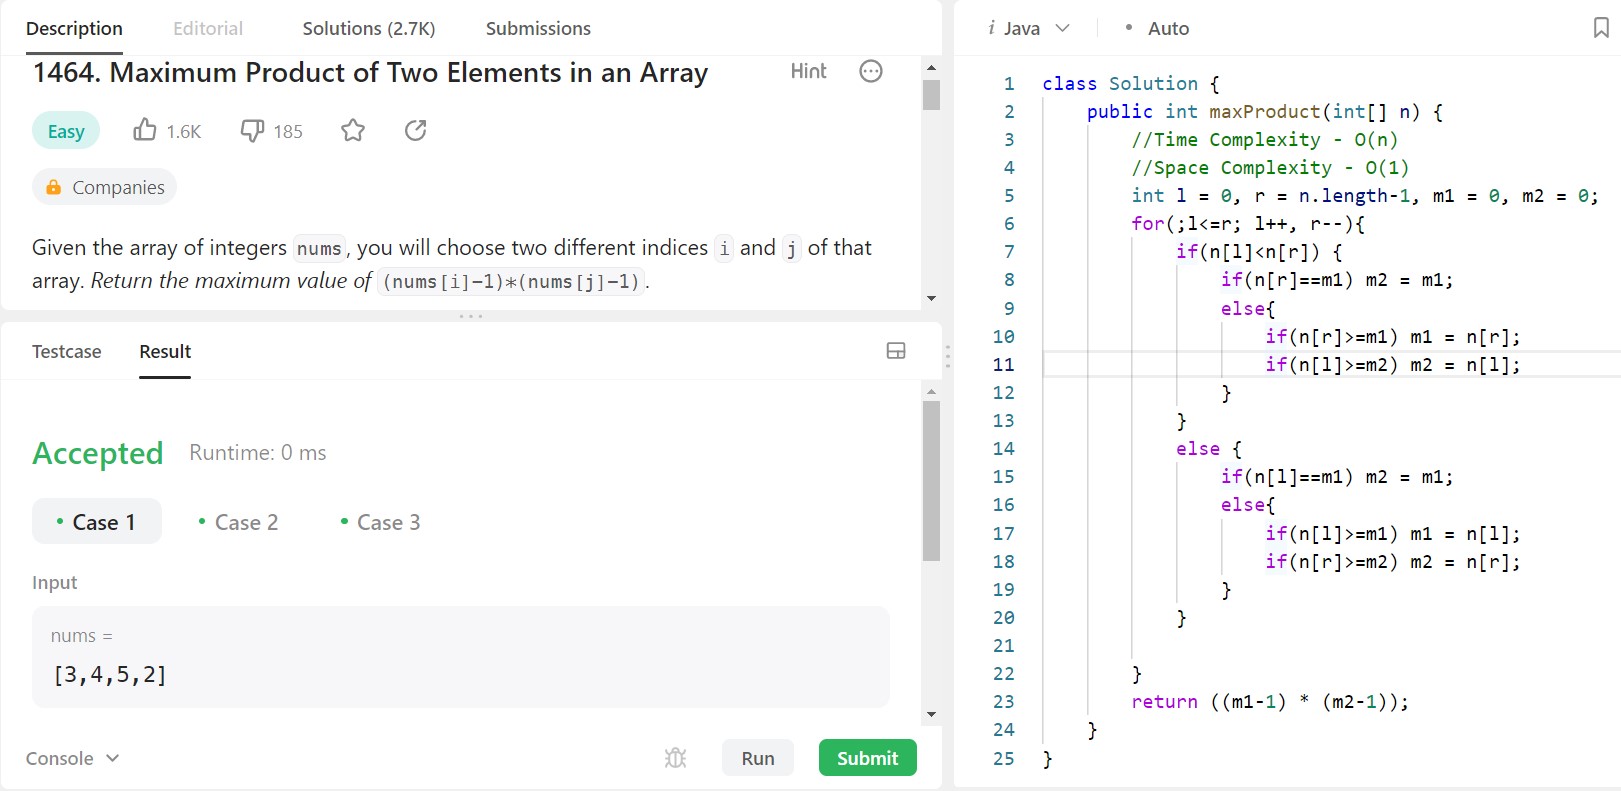 Description Editorial Solutions (2.7K) Submissions
1464. Maximum Product of Two Elements in an Array Hint
Easy 1.6K 185
Companies
Given the array of integers nums, you will choose two different indices i and j of that
array. Return the maximum value of (nums[i]-1)*(nums[j]-1).
Testcase Result
Accepted Runtime: 0 ms
• Case 1 • Case 2 • Case 3
Input
nums =
[3,4,5,2]
Console Run Submit
i Java • Auto
1 class Solution {
2     public int maxProduct(int[] n) {
3         //Time Complexity - O(n)
4         //Space Complexity - O(1)
5         int l = 0, r = n.length-1, m1 = 0, m2 = 0;
6         for(;l<=r; l++, r--){
7             if(n[l]<n[r]) {
8                 if(n[r]==m1) m2 = m1;
9                 else{
10                     if(n[r]>=m1) m1 = n[r];
11                     if(n[l]>=m2) m2 = n[l];
12                 }
13             }
14             else {
15                 if(n[l]==m1) m2 = m1;
16                 else{
17                     if(n[l]>=m1) m1 = n[l];
18                     if(n[r]>=m2) m2 = n[r];
19                 }
20             }
21
22         }
23         return ((m1-1) * (m2-1));
24     }
25 }